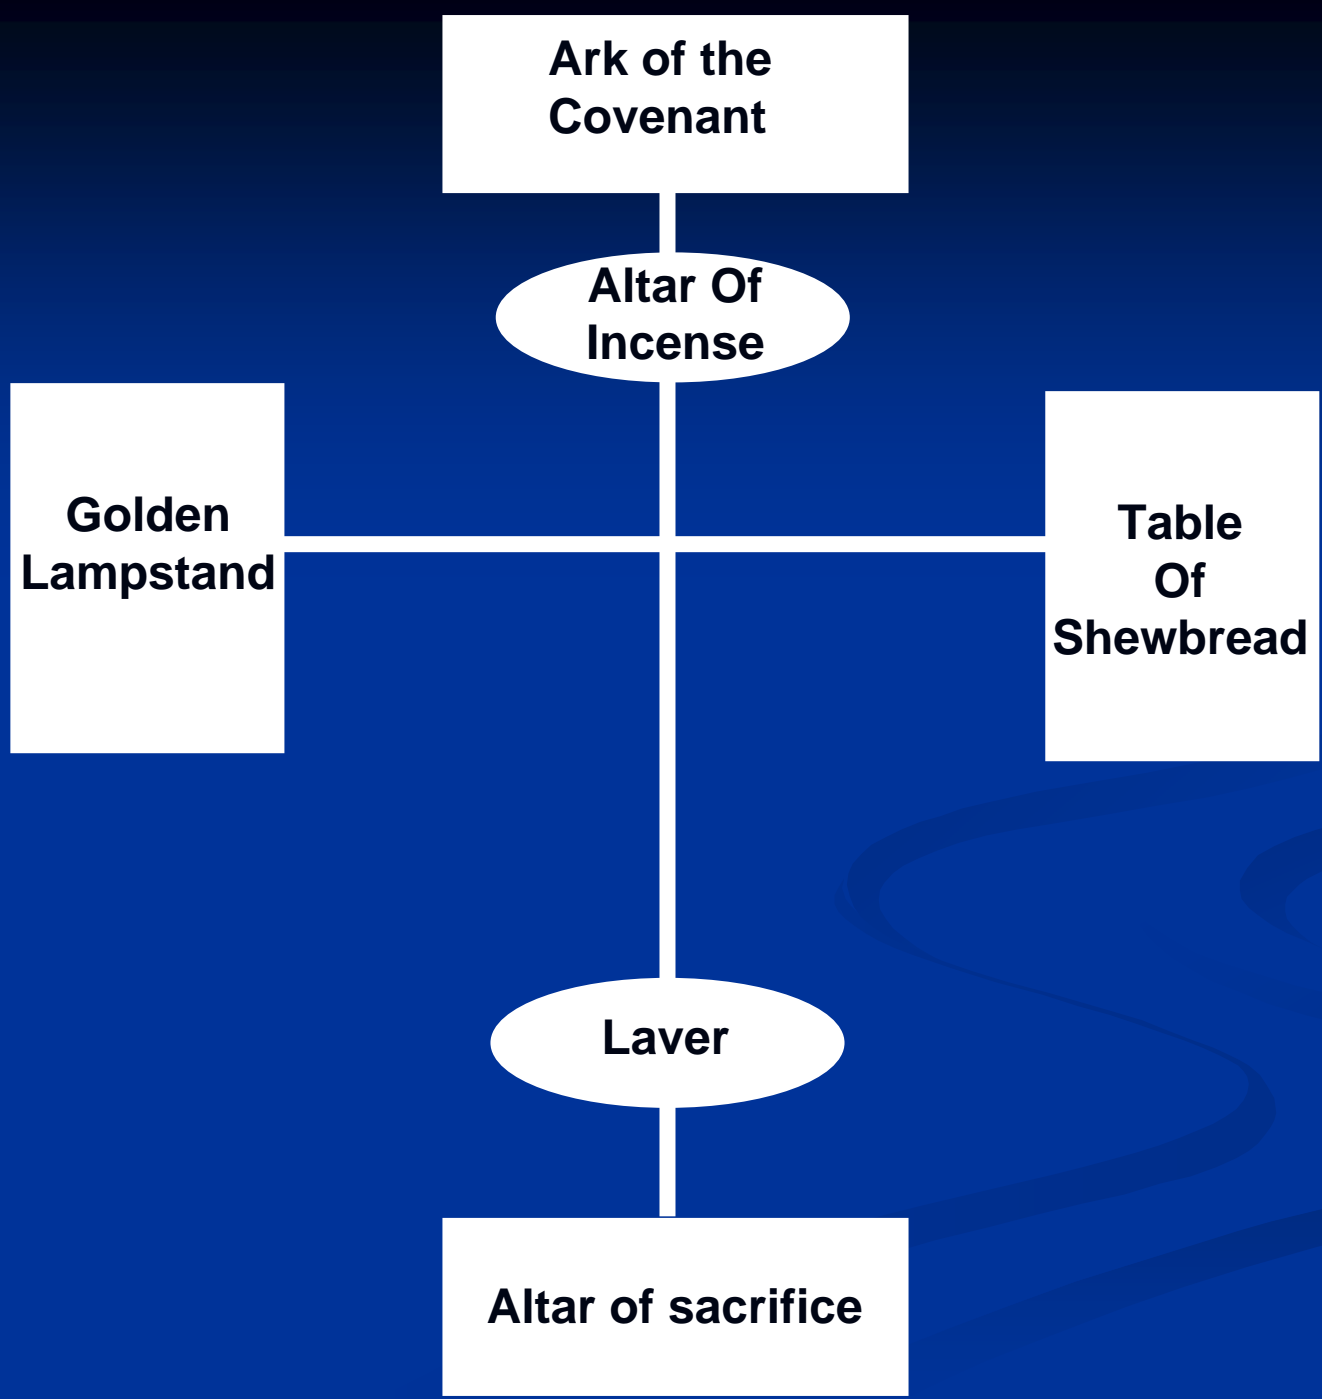 Ark of the
Covenant
Altar Of
Incense
Golden
Lampstand
Table
Of
Shewbread
Laver
Altar of sacrifice